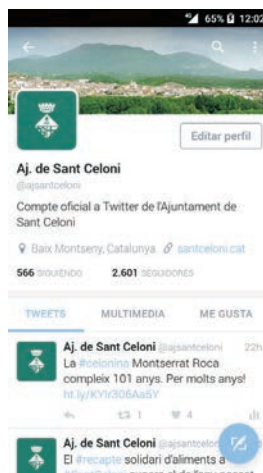 65% 12:02
Editar perfil
Aj. de Sant Celoni
@ajsantceloni
Compte oficial a Twitter de l'Ajuntament de
Sant Celoni
Baix Montseny, Catalunya santceloni.cat
566 SIGUIENDO 2.601 SEGUIDORES
TWEETS MULTIMEDIA ME GUSTA
Aj. de Sant Celoni @ajsantceloni 22h
La #celonina Montserrat Roca
compleix 101 anys. Per molts anys!
ht.ly/KYIr306Aa5Y
1 4
Aj. de Sant Celoni @ajsantceloni
El #recapte solidari d'aliments a